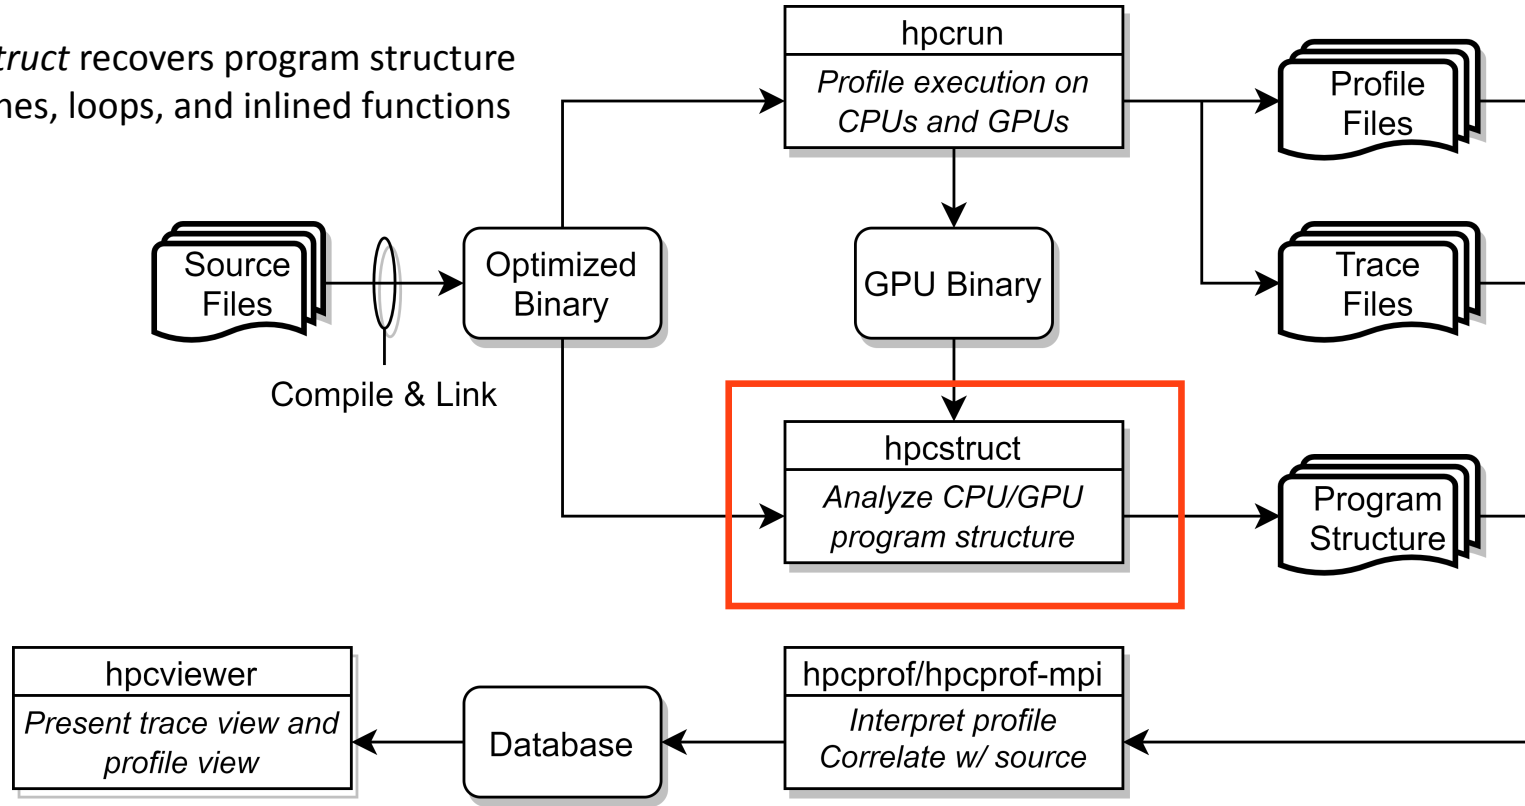 truct recovers program structure
nes, loops, and inlined functions
hpcrun
Profile execution on
CPUs and GPUs
Profile
Files
Source
Files
Optimized
Binary
GPU Binary
Trace
Files
Compile & Link
hpcstruct
Analyze CPU/GPU
program structure
Program
Structure
hpcviewer
Present trace view and
profile view
Database
hpcprof/hpcprof-mpi
Interpret profile
Correlate w/ source